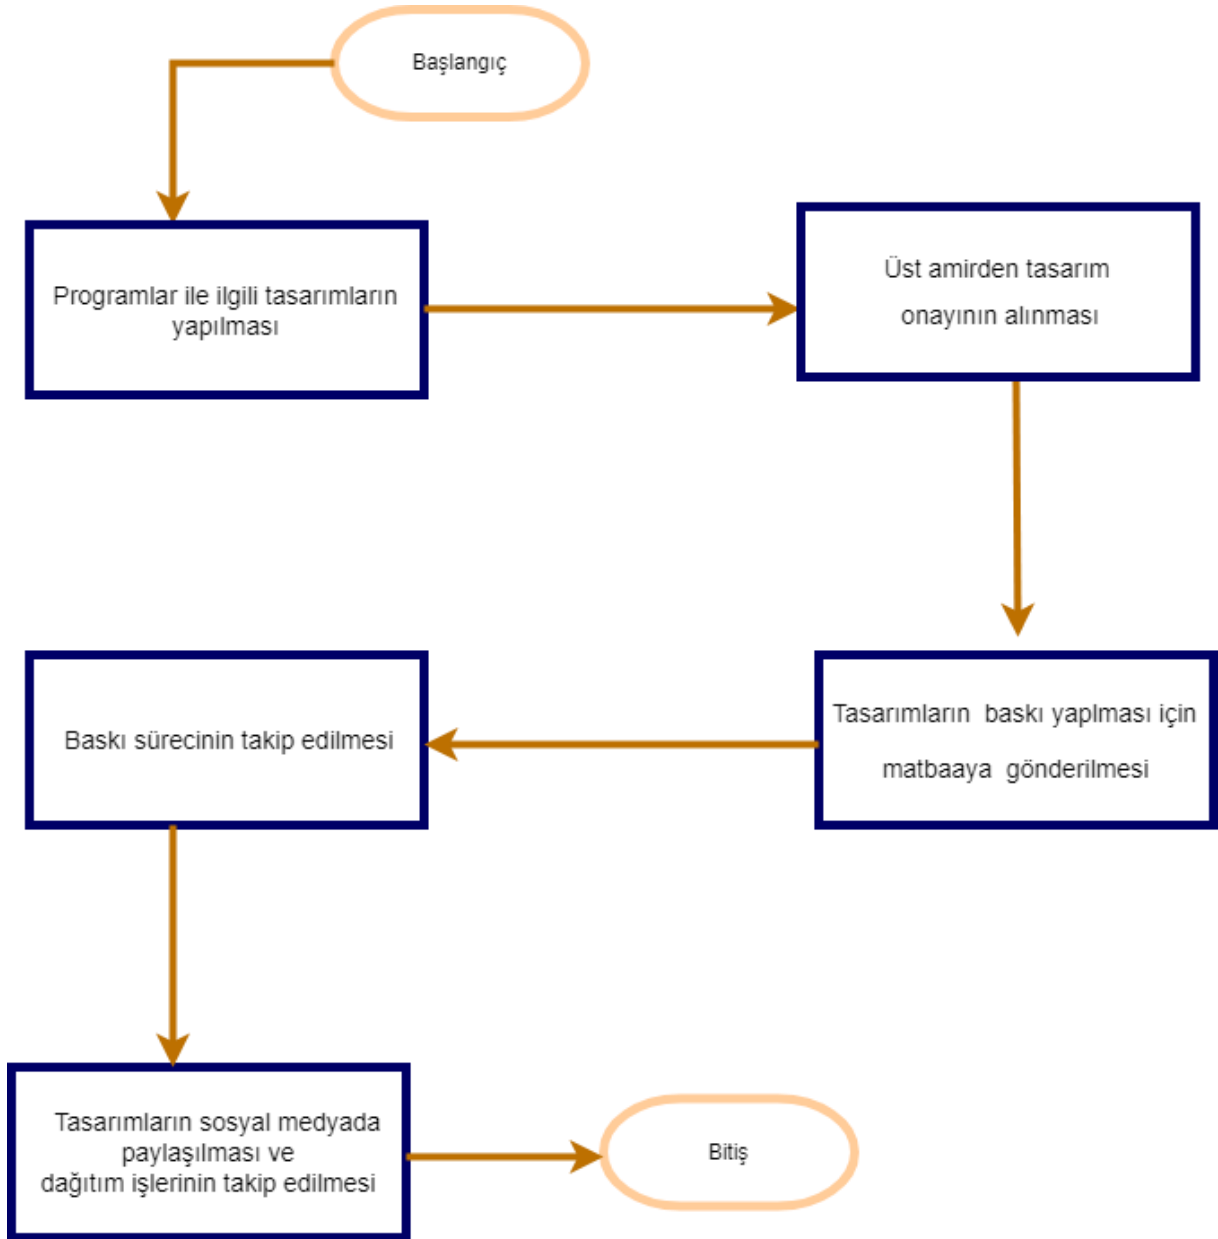 Başlangıç
Programlar ile ilgili tasarımların
yapılması
Üst amirden tasarım
onayının alınması
Tasarımların baskı yaplması için
matbaaya gönderilmesi
Baskı sürecinin takip edilmesi
Tasarımların sosyal medyada
paylaşılması ve
dağıtım işlerinin takip edilmesi
Bitiş